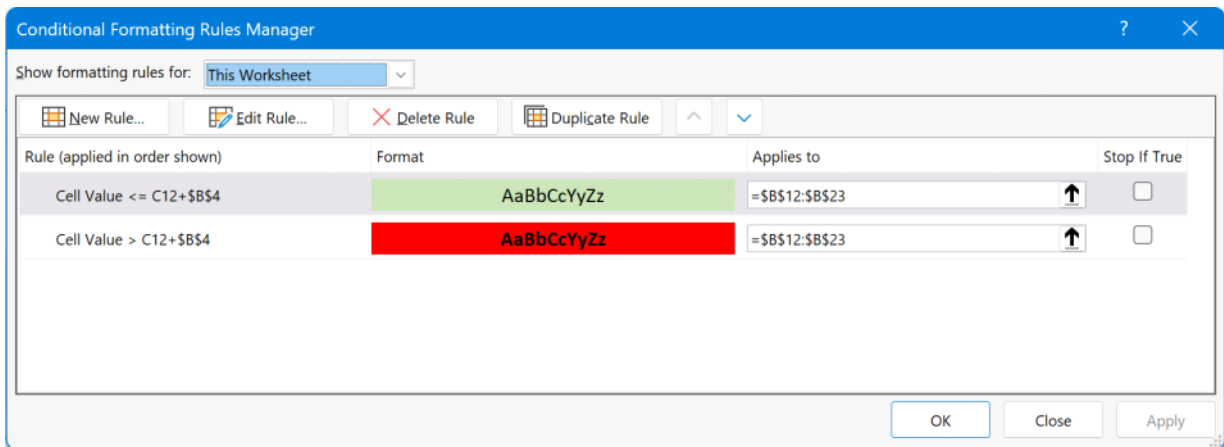 Conditional Formatting Rules Manager ?
Show formatting rules for: This Worksheet
New Rule... Edit Rule... Delete Rule Duplicate Rule
Rule (applied in order shown) Format Applies to Stop If True
Cell Value <= C12+$B$4 AaBbCcYyZz =$B$12:$B$23
Cell Value > C12+$B$4 AaBbCcYyZz =$B$12:$B$23
OK Close Apply